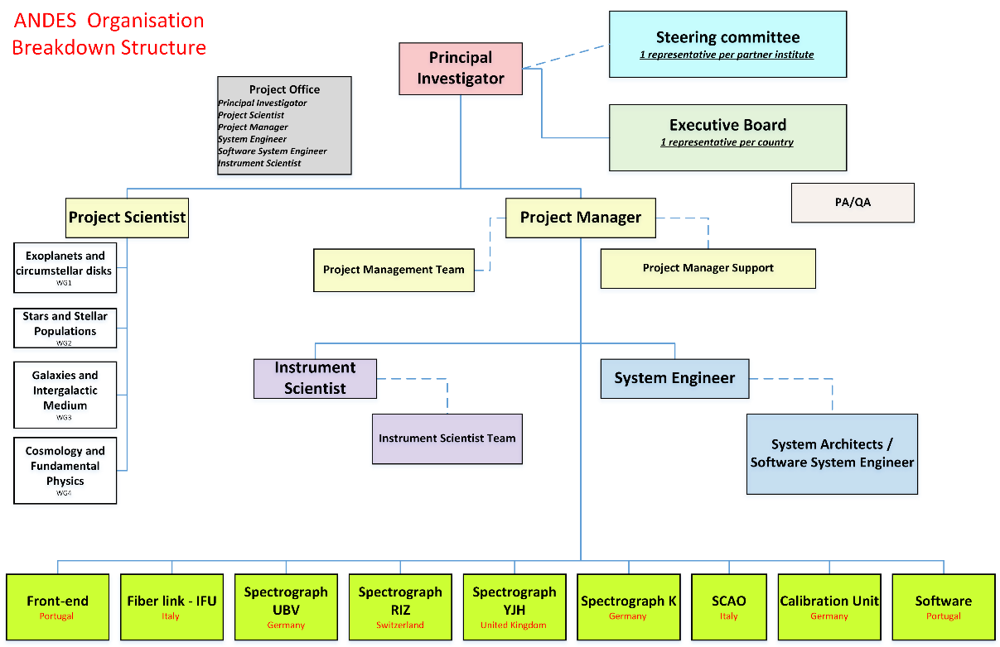 ANDES Organisation
Breakdown Structure
Principal
Investigator
Steering committee
1 representative per partner institute
Executive Board
1 representative per country
Project Office
Principal Investigator
Project Scientist
Project Manager
System Engineer
Software System Engineer
Instrument Scientist
PA/QA
Project Scientist
Project Manager
Exoplanets and
circumstellar disks
WG1
Stars and Stellar
Populations
WG2
Galaxies and
Intergalactic
Medium
WG3
Cosmology and
Fundamental
Physics
WG4
Project Management Team
Project Manager Support
Instrument
Scientist
System Engineer
Instrument Scientist Team
System Architects /
Software System Engineer
Front-end
Portugal
Fiber link - IFU
Italy
Spectrograph
UBV
Germany
Spectrograph
RIZ
Switzerland
Spectrograph
YJH
United Kingdom
Spectrograph K
Germany
SCAO
Italy
Calibration Unit
Germany
Software
Portugal